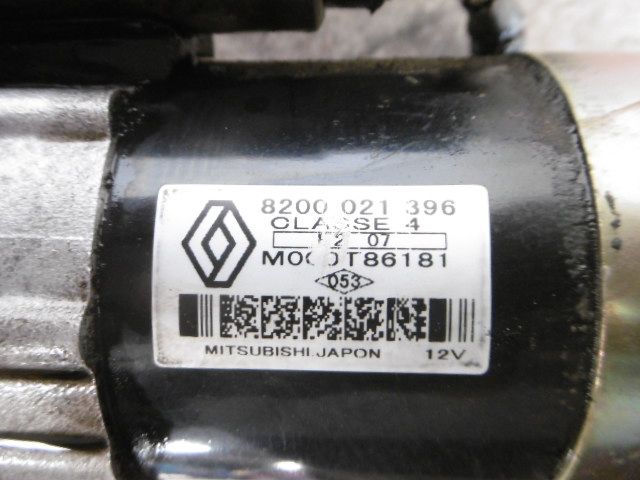 8200 021 396
CLASSE 4
12 07
M000T86181
053
MITSUBISHI.JAPON 12V